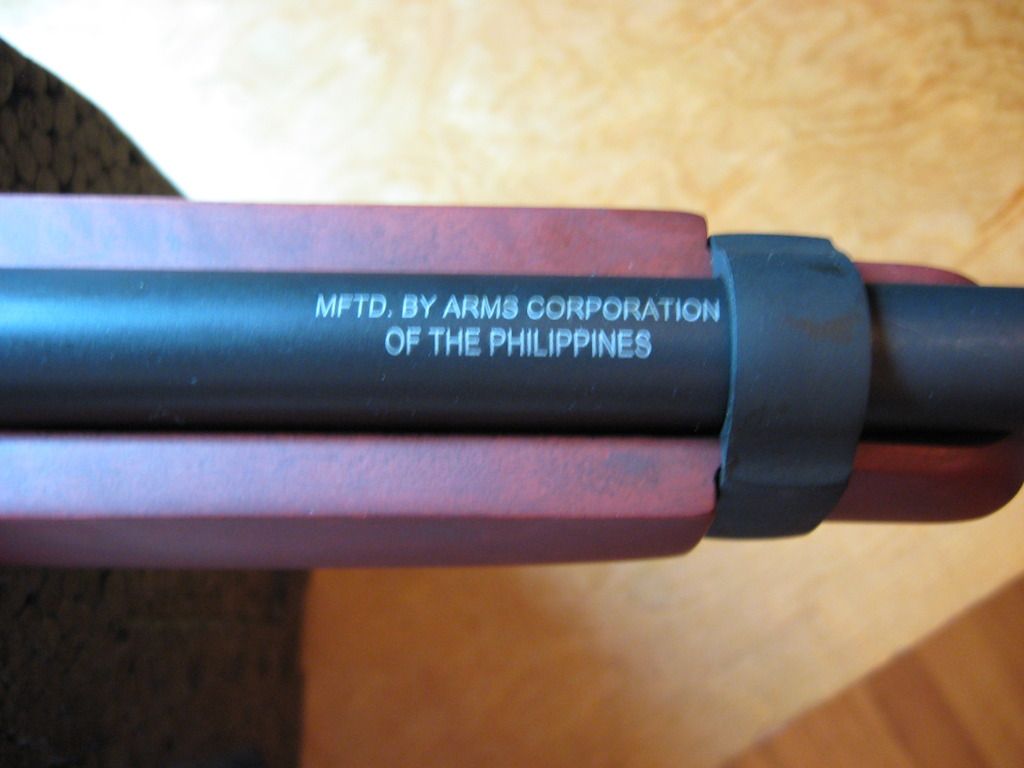 MFTD. BY ARMS CORPORATION
OF THE PHILIPPINES